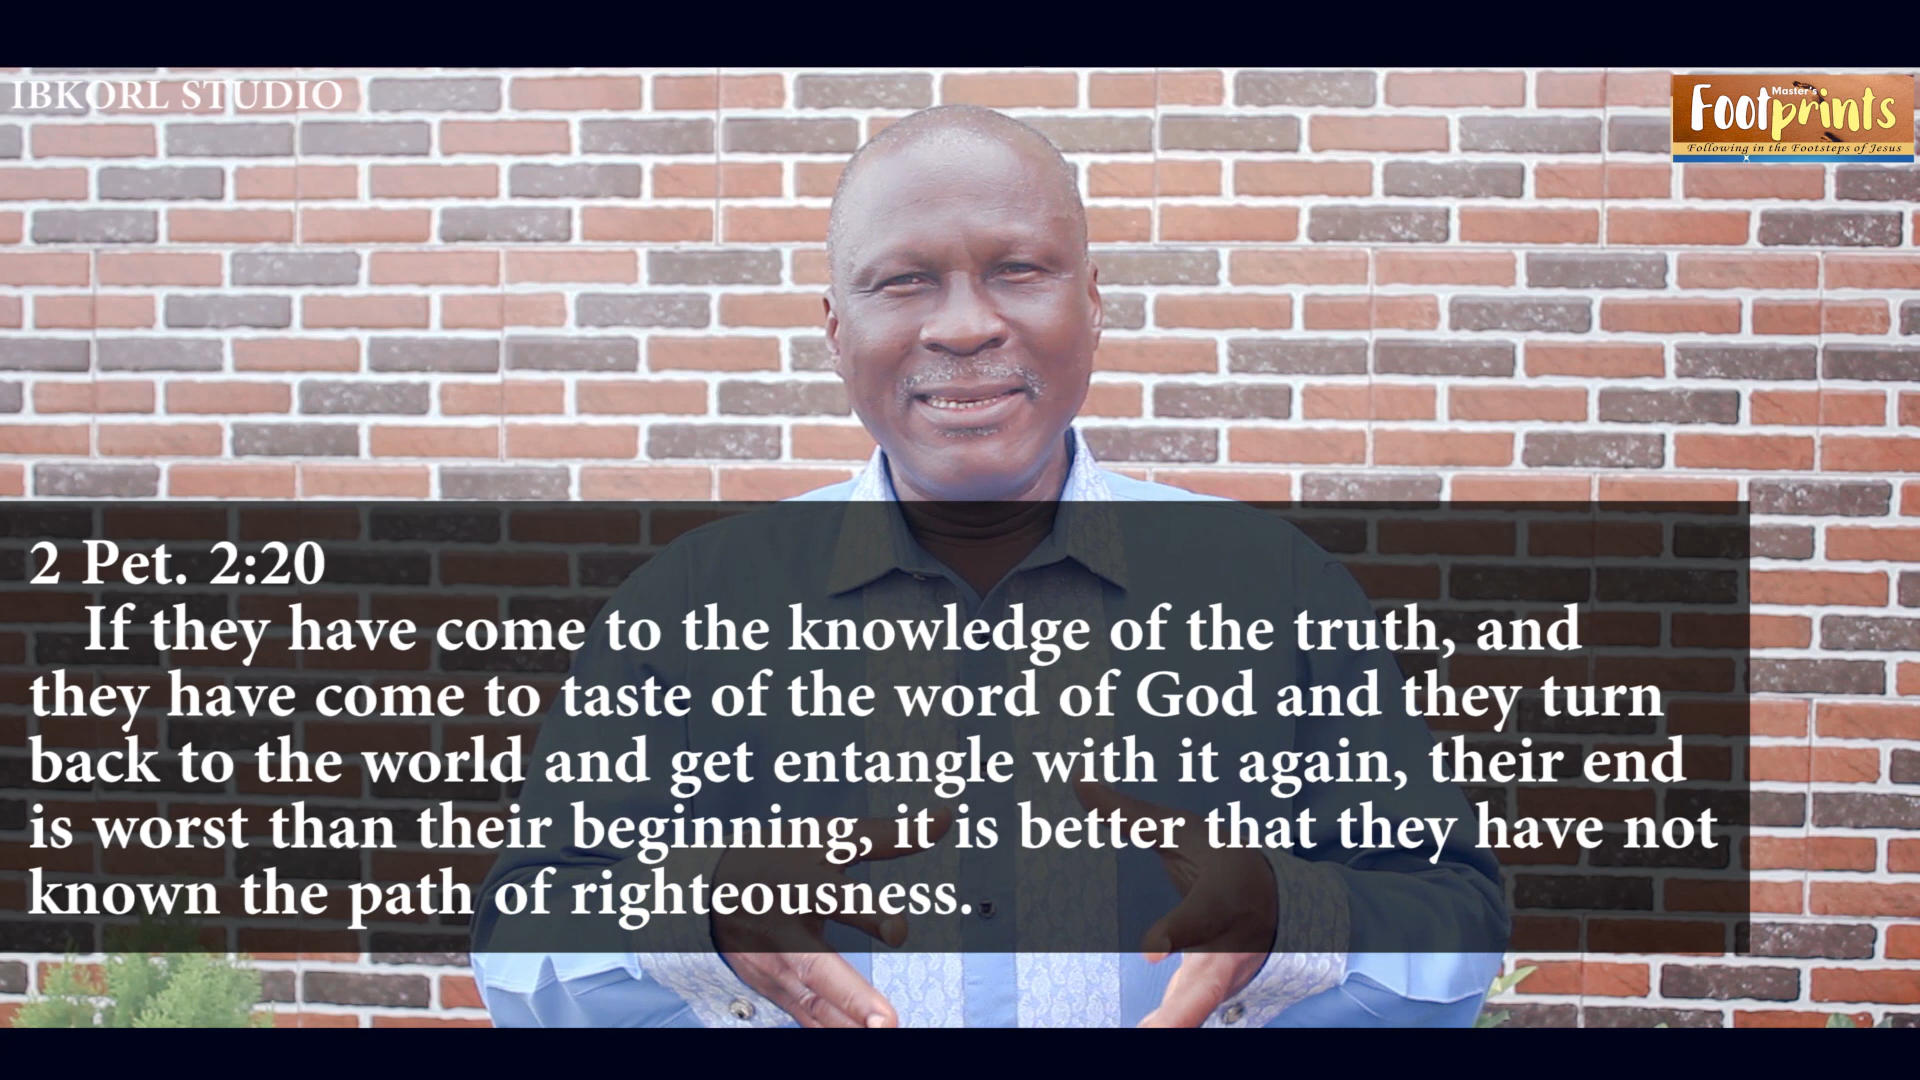 IBKORL STUDIO
Master's
Footprints
Following in the Footsteps of Jesus
2 Pet. 2:20
If they have come to the knowledge of the truth, and
they have come to taste of the word of God and they turn
back to the world and get entangle with it again, their end
is worst than their beginning, it is better that they have not
known the path of righteousness.